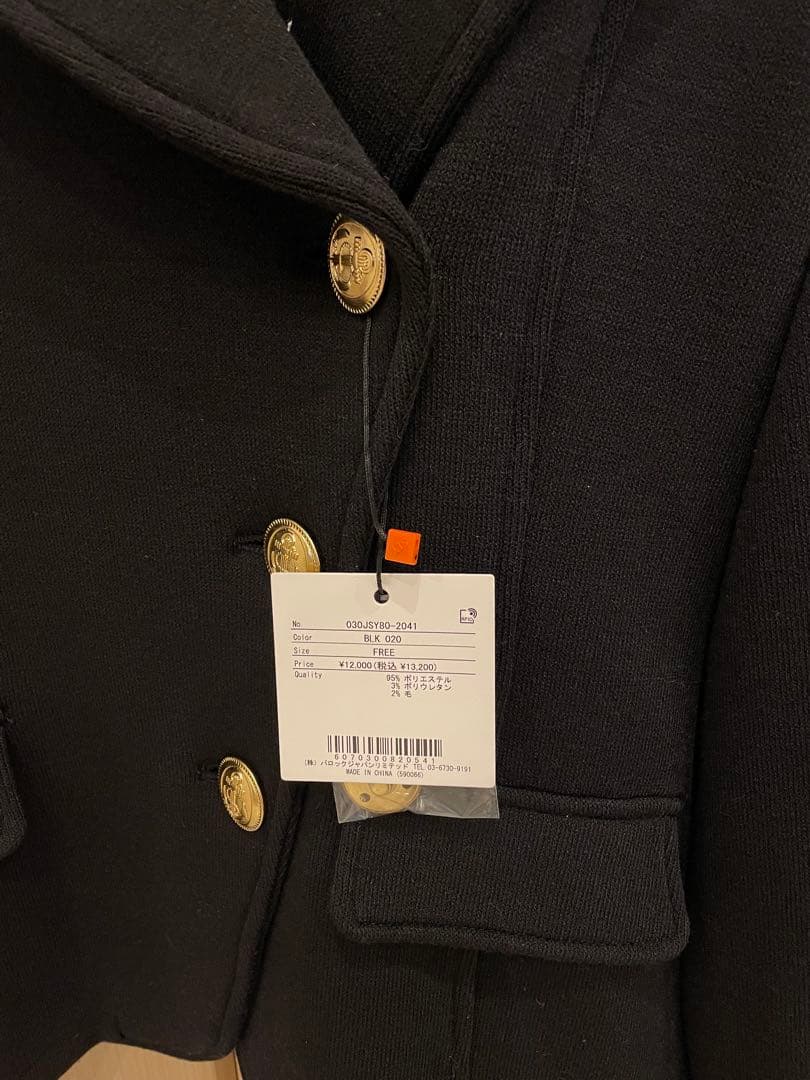 RFID
No 030JSY80-2041
Color BLK 020
Size FREE
Price ¥12,000(税込 ¥13,200)
Quality 95% ポリエステル
3% ポリウレタン
2% 毛
6070300820541
(株) バロックジャパンリミテッド TEL.03-6730-9191
MADE IN CHINA (590066)